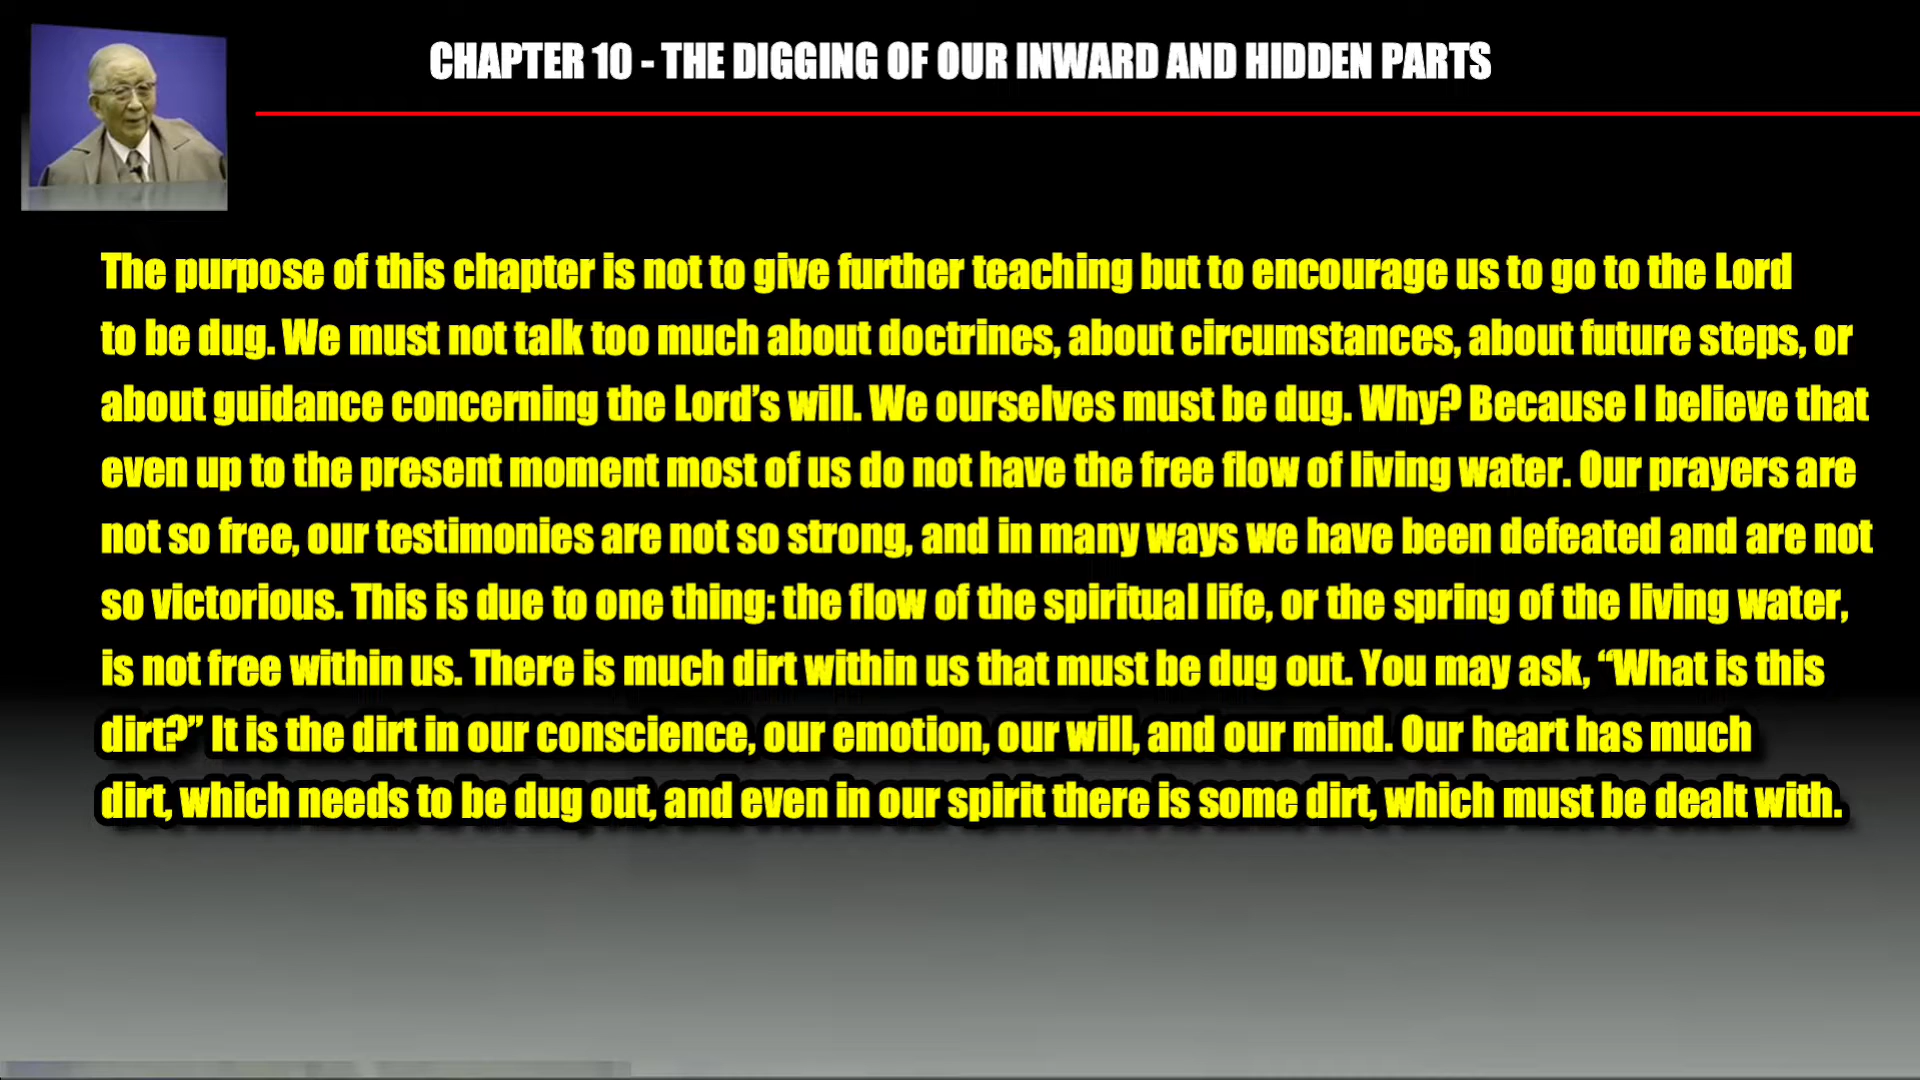 CHAPTER 10 - THE DIGGING OF OUR INWARD AND HIDDEN PARTS
The purpose of this chapter is not to give further teaching but to encourage us to go to the Lord
to be dug. We must not talk too much about doctrines, about circumstances, about future steps, or
about guidance concerning the Lord’s will. We ourselves must be dug. Why? Because I believe that
even up to the present moment most of us do not have the free flow of living water. Our prayers are
not so free, our testimonies are not so strong, and in many ways we have been defeated and are not
so victorious. This is due to one thing: the flow of the spiritual life, or the spring of the living water,
is not free within us. There is much dirt within us that must be dug out. You may ask, “What is this
dirt?” It is the dirt in our conscience, our emotion, our will, and our mind. Our heart has much
dirt, which needs to be dug out, and even in our spirit there is some dirt, which must be dealt with.